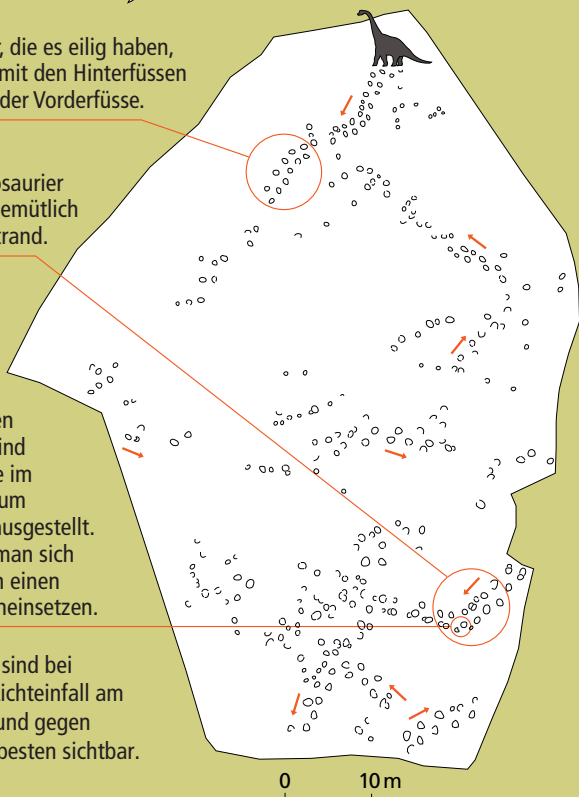 , die es eilig haben,
mit den Hinterfüssen
der Vorderfüsse.
osaurier
emütlich
trand.
en
ind
e im
um
usgestellt.
man sich
n einen
neinsetzen.
sind bei
ichteinfall am
und gegen
besten sichtbar.
0 10 m